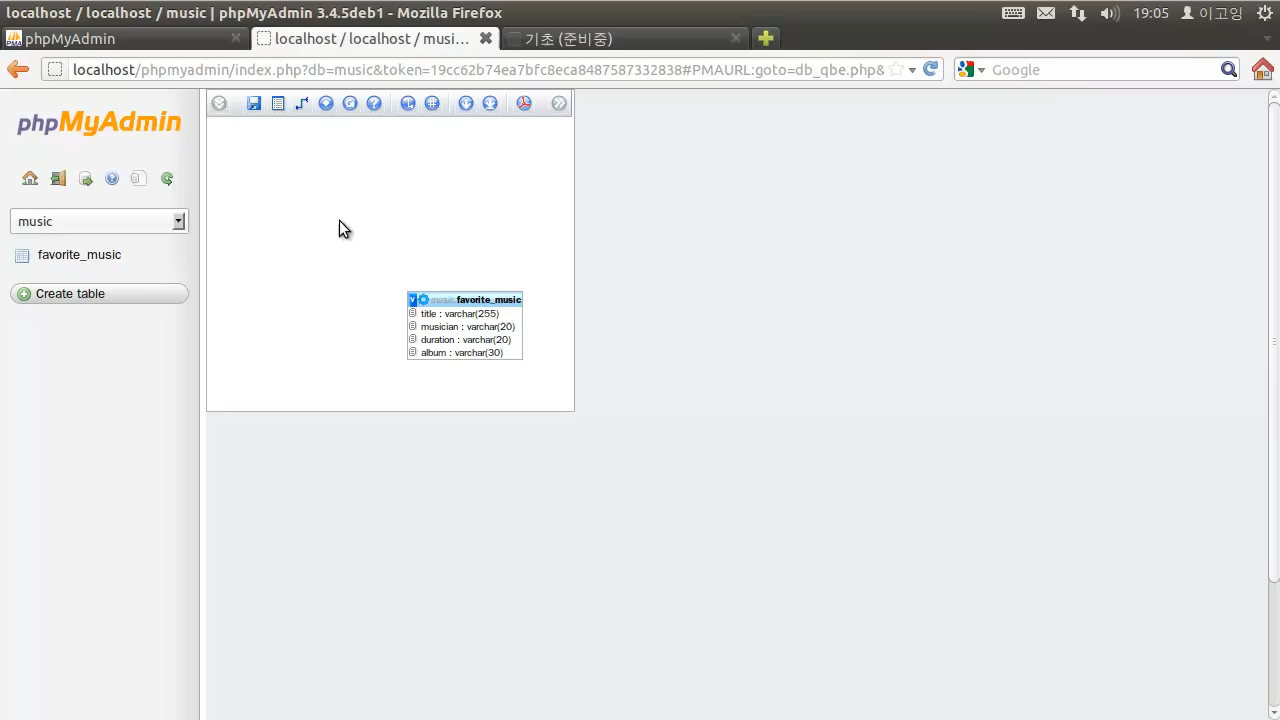 localhost / localhost / music | phpMyAdmin 3.4.5deb1 - Mozilla Firefox
19:05
이고잉
phpMyAdmin
localhost / localhost / musi...
기초 (준비중)
localhost/phpmyadmin/index.php?db=music&token=19cc62b74ea7bfc8eca8487587332838#PMAURL:goto=db_qbe.php&
Google
phpMyAdmin
music
favorite_music
Create table
v music.favorite_music
title : varchar(255)
musician : varchar(20)
duration : varchar(20)
album : varchar(30)